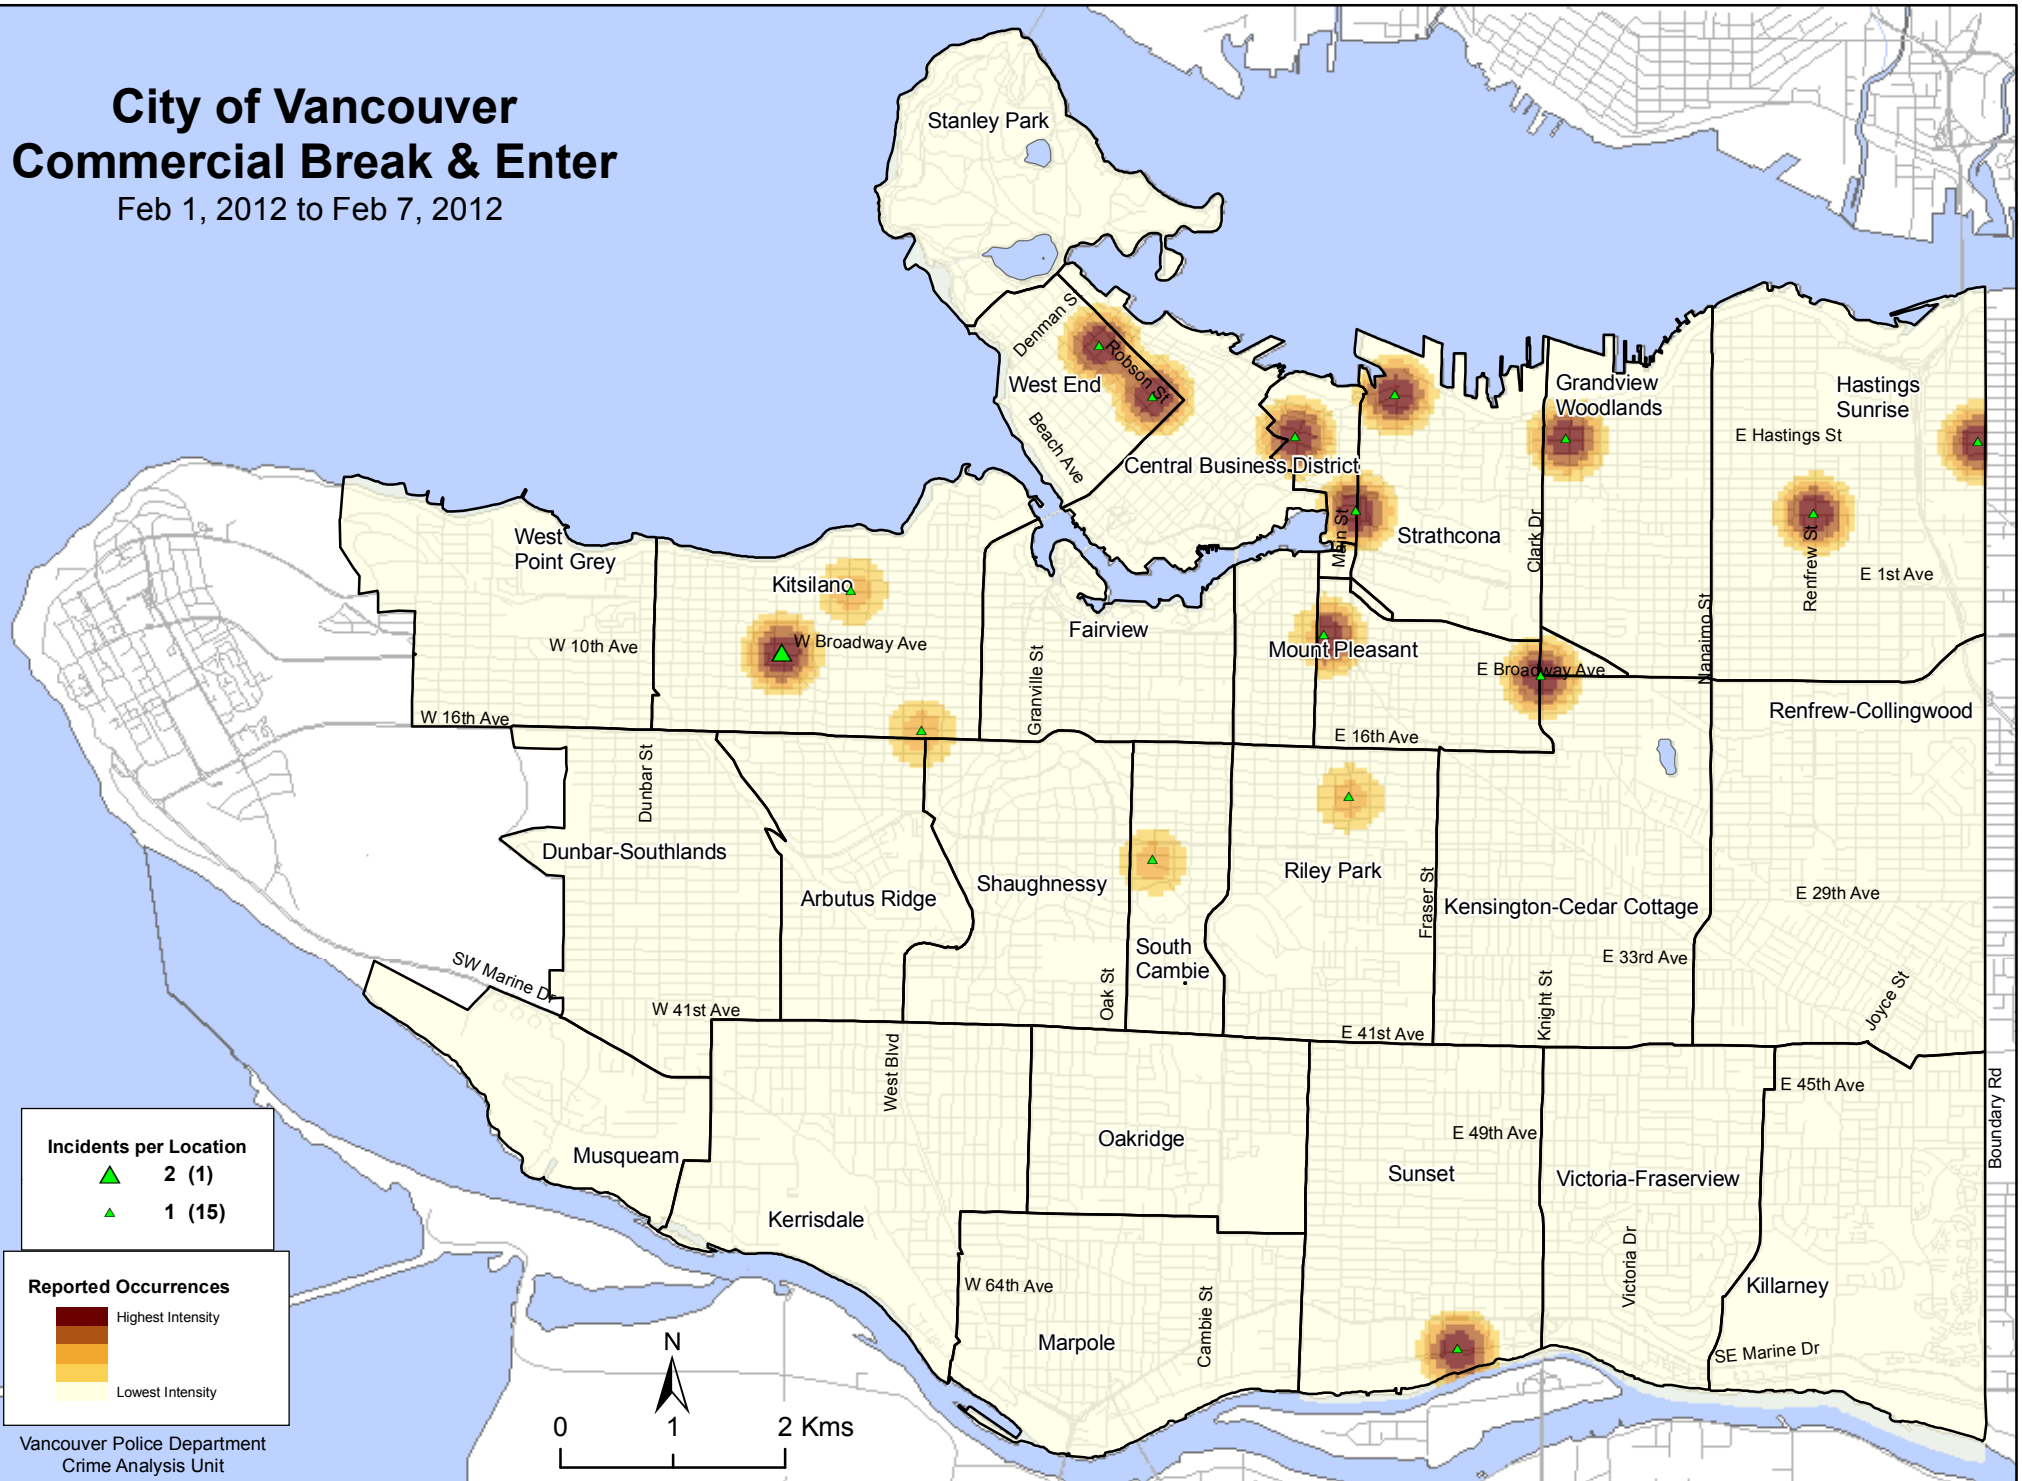 City of Vancouver
Commercial Break & Enter
Feb 1, 2012 to Feb 7, 2012
Stanley Park
Denman S
Robson St
West End
Beach Ave
Central Business District
Grandview
Woodlands
Hastings
Sunrise
E Hastings St
Main St
Strathcona
Clark Dr
Renfrew St
E 1st Ave
Nanaimo St
West
Point Grey
Kitsilano
W 10th Ave
W Broadway Ave
Fairview
Granville St
Mount Pleasant
E Broadway Ave
W 16th Ave
E 16th Ave
Renfrew-Collingwood
Dunbar St
Dunbar-Southlands
Arbutus Ridge
Shaughnessy
Riley Park
Fraser St
Kensington-Cedar Cottage
E 29th Ave
South
Cambie
E 33rd Ave
SW Marine Dr
W 41st Ave
Oak St
E 41st Ave
Knight St
Joyce St
West Blvd
E 45th Ave
Boundary Rd
Musqueam
Oakridge
E 49th Ave
Sunset
Victoria-Fraserview
Kerrisdale
W 64th Ave
Cambie St
Victoria Dr
Killarney
Marpole
SE Marine Dr
Incidents per Location
2 (1)
1 (15)
Reported Occurrences
Highest Intensity
Lowest Intensity
Vancouver Police Department
Crime Analysis Unit
N
0 1 2 Kms